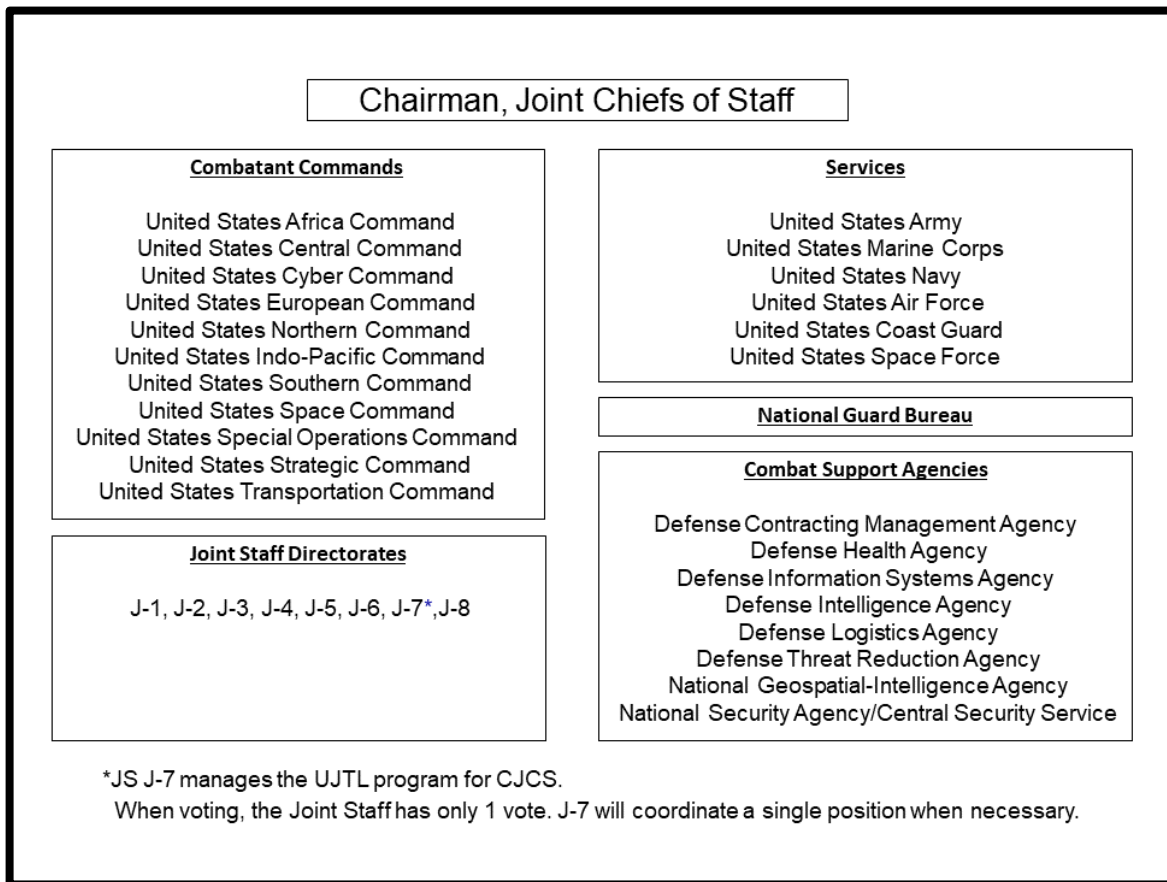 Chairman, Joint Chiefs of Staff
Combatant Commands
United States Africa Command
United States Central Command
United States Cyber Command
United States European Command
United States Northern Command
United States Indo-Pacific Command
United States Southern Command
United States Space Command
United States Special Operations Command
United States Strategic Command
United States Transportation Command
Joint Staff Directorates
J-1, J-2, J-3, J-4, J-5, J-6, J-7*,J-8
Services
United States Army
United States Marine Corps
United States Navy
United States Air Force
United States Coast Guard
United States Space Force
National Guard Bureau
Combat Support Agencies
Defense Contracting Management Agency
Defense Health Agency
Defense Information Systems Agency
Defense Intelligence Agency
Defense Logistics Agency
Defense Threat Reduction Agency
National Geospatial-Intelligence Agency
National Security Agency/Central Security Service
*JS J-7 manages the UJTL program for CJCS.
When voting, the Joint Staff has only 1 vote. J-7 will coordinate a single position when necessary.